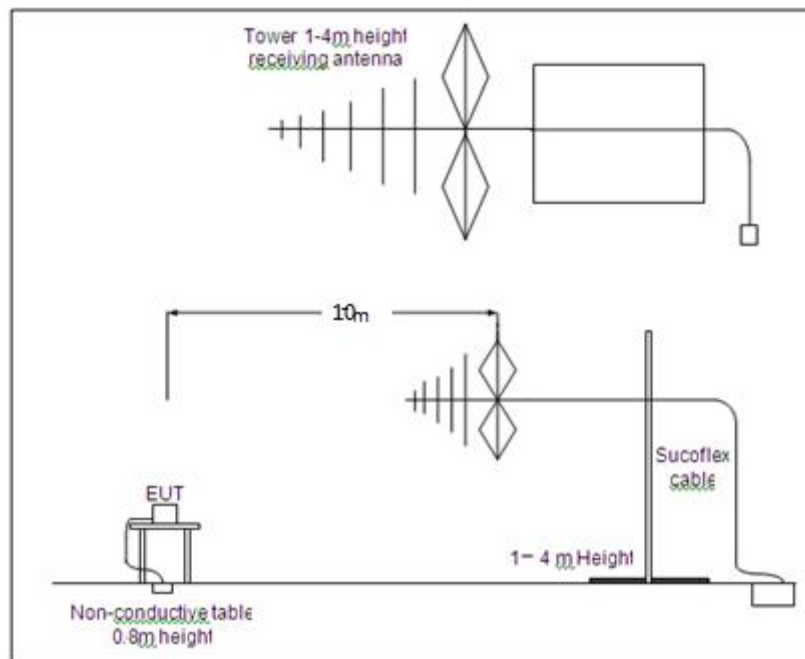 Tower 1-4m height
receiving antenna
10m
EUT
Sucoflex
cable
1- 4 m Height
Non-conductive table
0.8m height